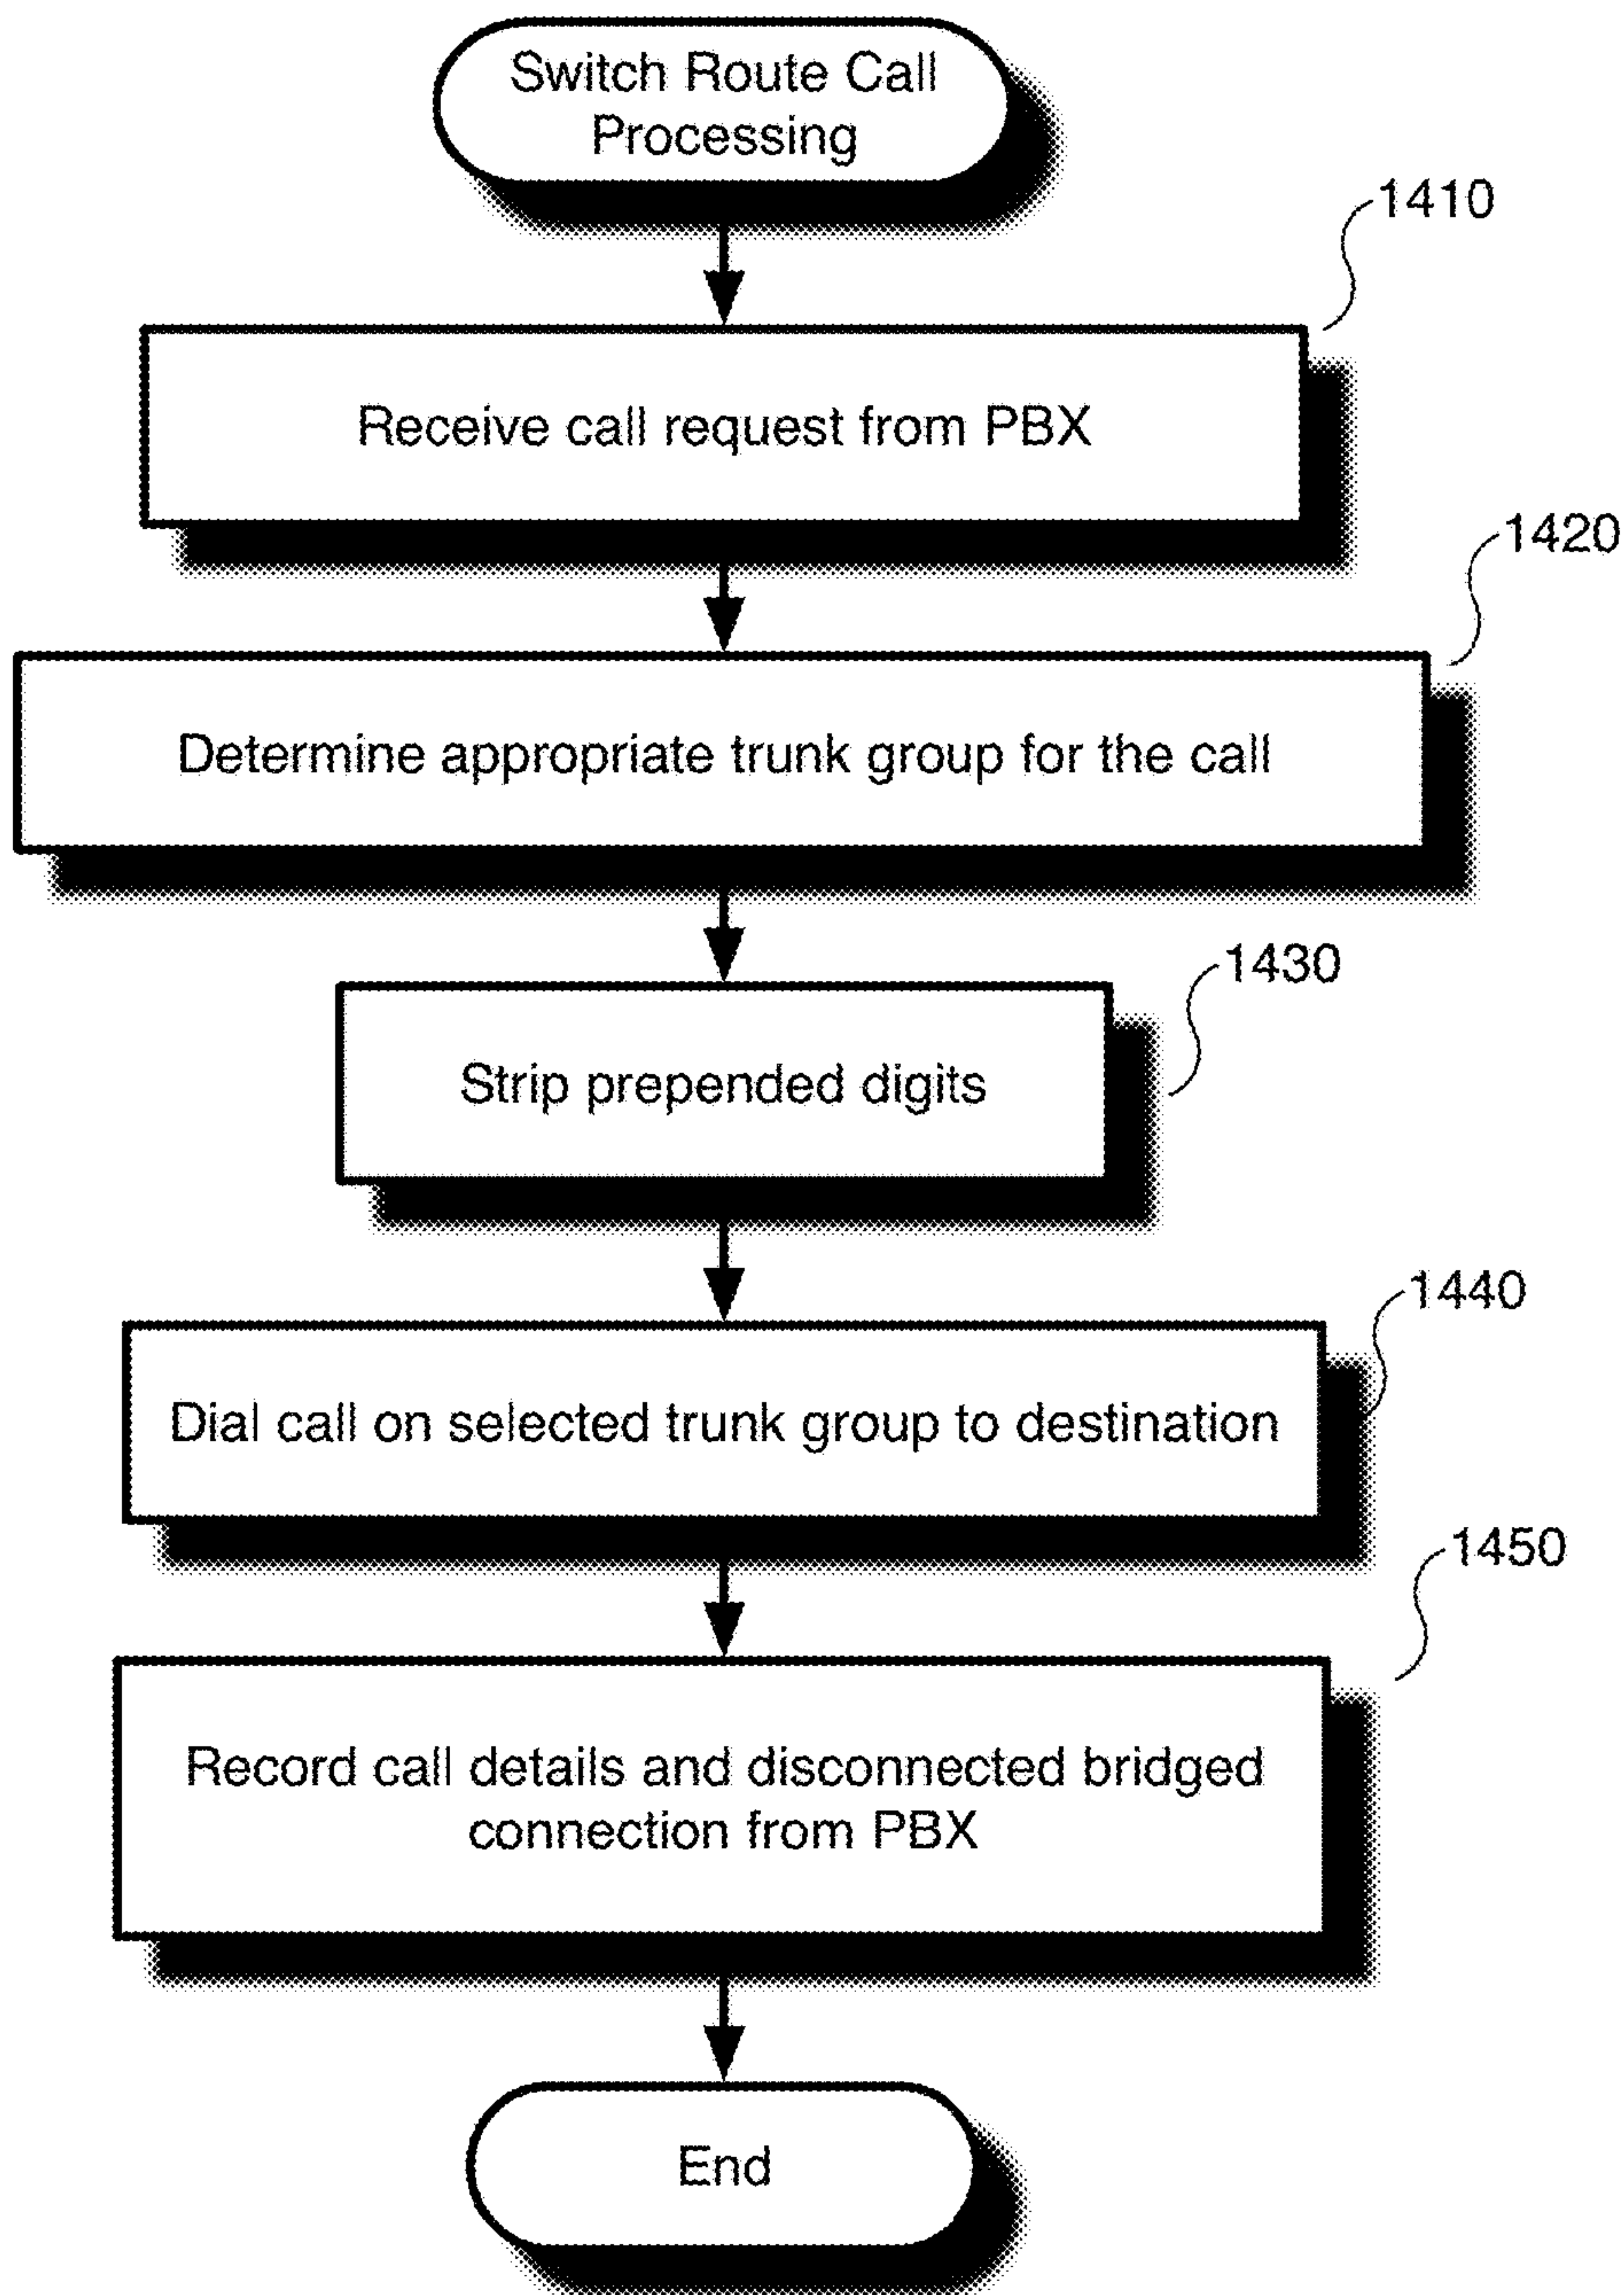 Switch Route Call
Processing
1410
Receive call request from PBX
1420
Determine appropriate trunk group for the call
1430
Strip prepended digits
1440
Dial call on selected trunk group to destination
1450
Record call details and disconnected bridged
connection from PBX
End